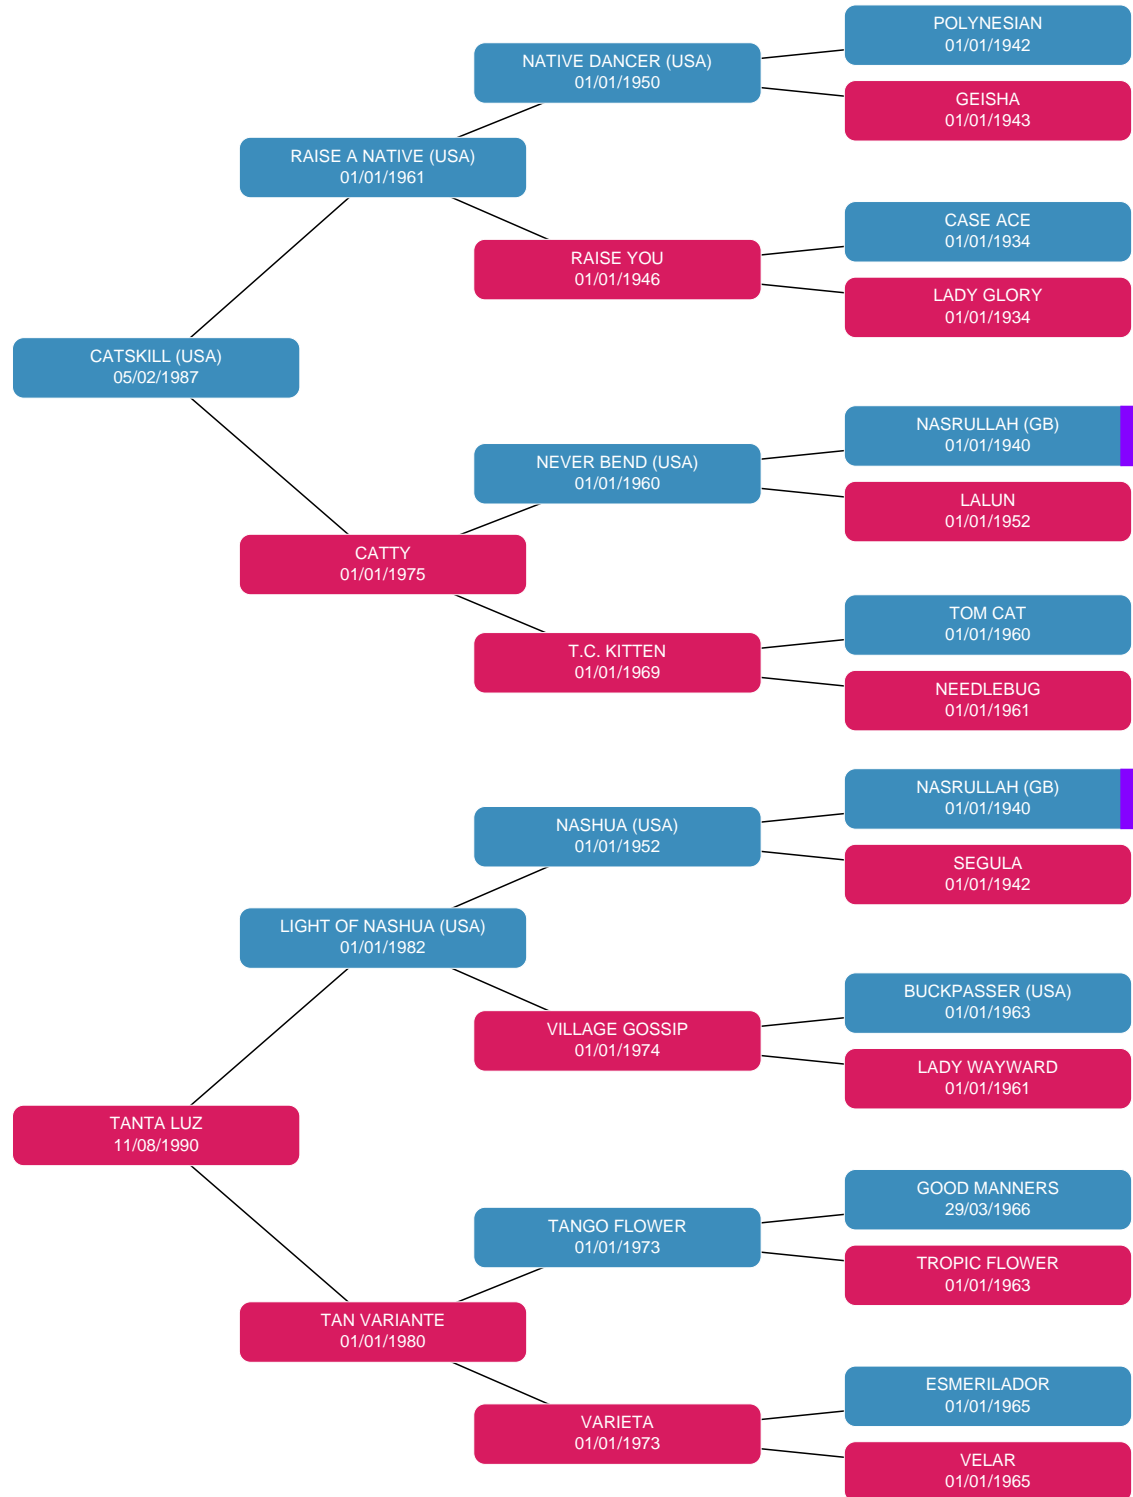 POLYNESIAN
01/01/1942
NATIVE DANCER (USA)
01/01/1950
GEISHA
01/01/1943
RAISE A NATIVE (USA)
01/01/1961
CASE ACE
01/01/1934
RAISE YOU
01/01/1946
LADY GLORY
01/01/1934
CATSKILL (USA)
05/02/1987
NASRULLAH (GB)
01/01/1940
NEVER BEND (USA)
01/01/1960
LALUN
01/01/1952
CATTY
01/01/1975
TOM CAT
01/01/1960
T.C. KITTEN
01/01/1969
NEEDLEBUG
01/01/1961
NASRULLAH (GB)
01/01/1940
NASHUA (USA)
01/01/1952
SEGULA
01/01/1942
LIGHT OF NASHUA (USA)
01/01/1982
BUCKPASSER (USA)
01/01/1963
VILLAGE GOSSIP
01/01/1974
LADY WAYWARD
01/01/1961
TANTA LUZ
11/08/1990
GOOD MANNERS
29/03/1966
TANGO FLOWER
01/01/1973
TROPIC FLOWER
01/01/1963
TAN VARIANTE
01/01/1980
ESMERILADOR
01/01/1965
VARIETA
01/01/1973
VELAR
01/01/1965